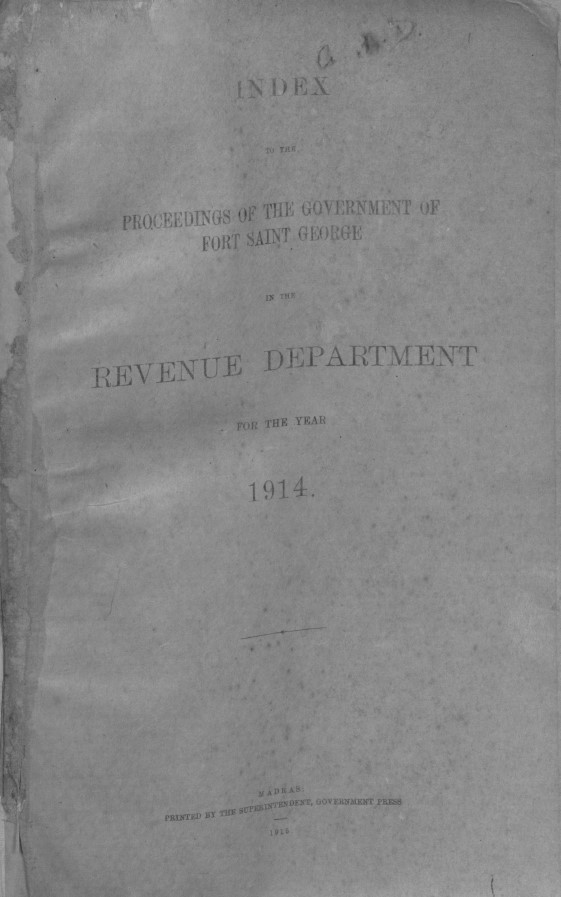 INDEX
TO THE
PROCEEDINGS OF THE GOVERNMENT OF
FORT SAINT GEORGE
IN THE
REVENUE DEPARTMENT
FOR THE YEAR
1914.
MADRAS:
PRINTED BY THE SUPERINTENDENT, GOVERNMENT PRESS